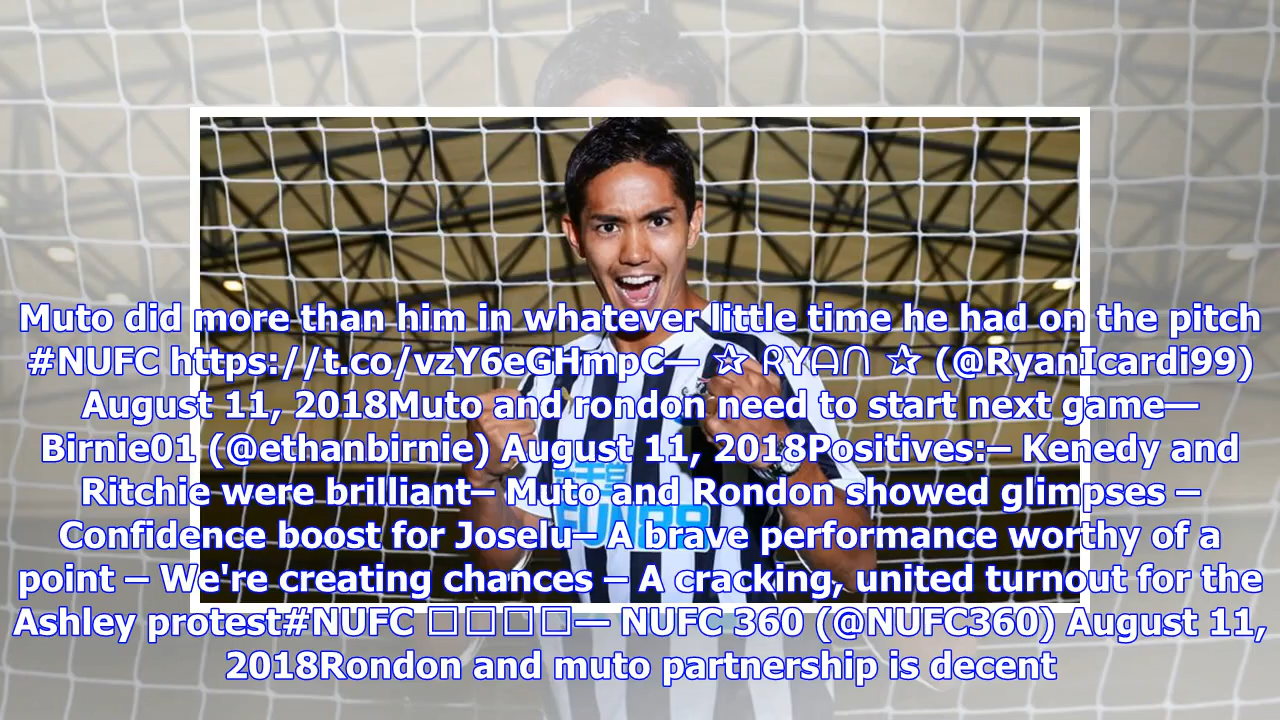 Muto did more than him in whatever little time he had on the pitch
#NUFC https://t.co/vzY6eGHmpC— ☆ ᖇYᗩᑎ ☆ (@RyanIcardi99)
August 11, 2018Muto and rondon need to start next game—
Birnie01 (@ethanbirnie) August 11, 2018Positives:– Kenedy and
Ritchie were brilliant– Muto and Rondon showed glimpses –
Confidence boost for Joselu– A brave performance worthy of a
point – We're creating chances – A cracking, united turnout for the
Ashley protest#NUFC □□□□— NUFC 360 (@NUFC360) August 11,
2018Rondon and muto partnership is decent
FUN88